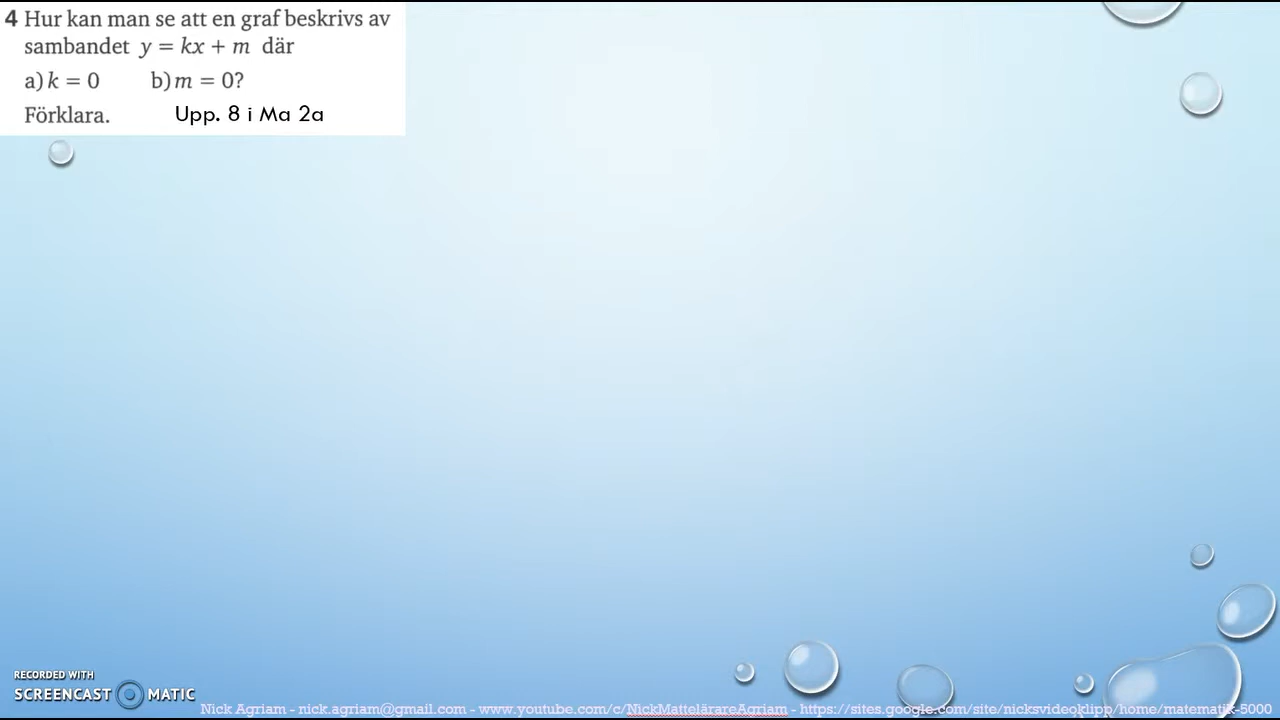 4 Hur kan man se att en graf beskrivs av
sambandet y = kx + m där
a) k = 0 b) m = 0?
Förklara. Upp. 8 i Ma 2a
RECORDED WITH
SCREENCAST MATIC
Nick Agriam - nick.agriam@gmail.com - www.youtube.com/c/NickMattelärareAgriam - https://sites.google.com/site/nicksvideoklipp/home/matematik-5000